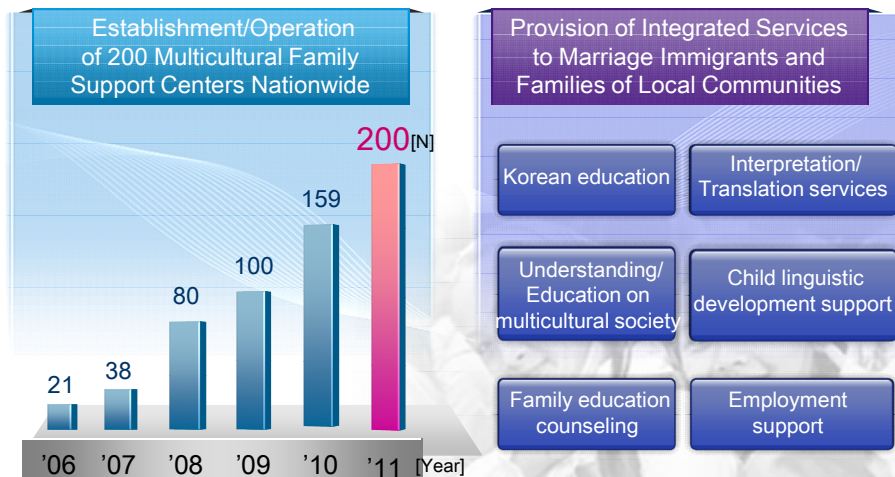 Establishment/Operation
of 200 Multicultural Family
Support Centers Nationwide
200[N]
159
100
80
38
21
’06 ’07 ’08 ’09 ’10 ’11 [Year]
Provision of Integrated Services
to Marriage Immigrants and
Families of Local Communities
Korean education
Interpretation/
Translation services
Understanding/
Education on
multicultural society
Child linguistic
development support
Family education
counseling
Employment
support